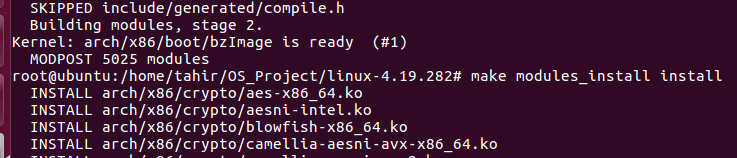 SKIPPED include/generated/compile.h
Building modules, stage 2.
Kernel: arch/x86/boot/bzImage is ready (#1)
MODPOST 5025 modules
root@ubuntu:/home/tahir/OS_Project/linux-4.19.282# make modules_install install
INSTALL arch/x86/crypto/aes-x86_64.ko
INSTALL arch/x86/crypto/aesni-intel.ko
INSTALL arch/x86/crypto/blowfish-x86_64.ko
INSTALL arch/x86/crypto/camellia-aesni-avx-x86_64.ko